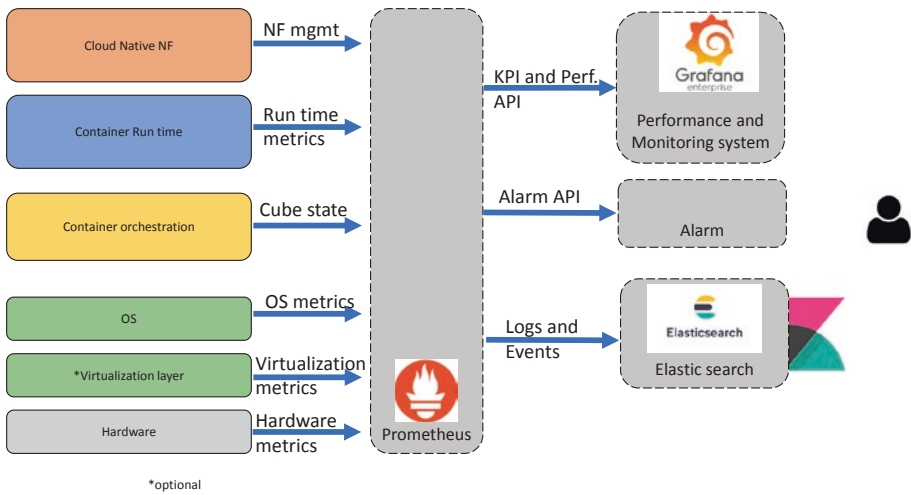 Cloud Native NF
NF mgmt
Container Run time
Run time
metrics
Container orchestration
Cube state
OS
OS metrics
*Virtualization layer
Virtualization
metrics
Hardware
Hardware
metrics
*optional
Prometheus
KPI and Perf.
API
Alarm API
Logs and
Events
Grafana
enterprise
Performance and
Monitoring system
Alarm
Elasticsearch
Elastic search